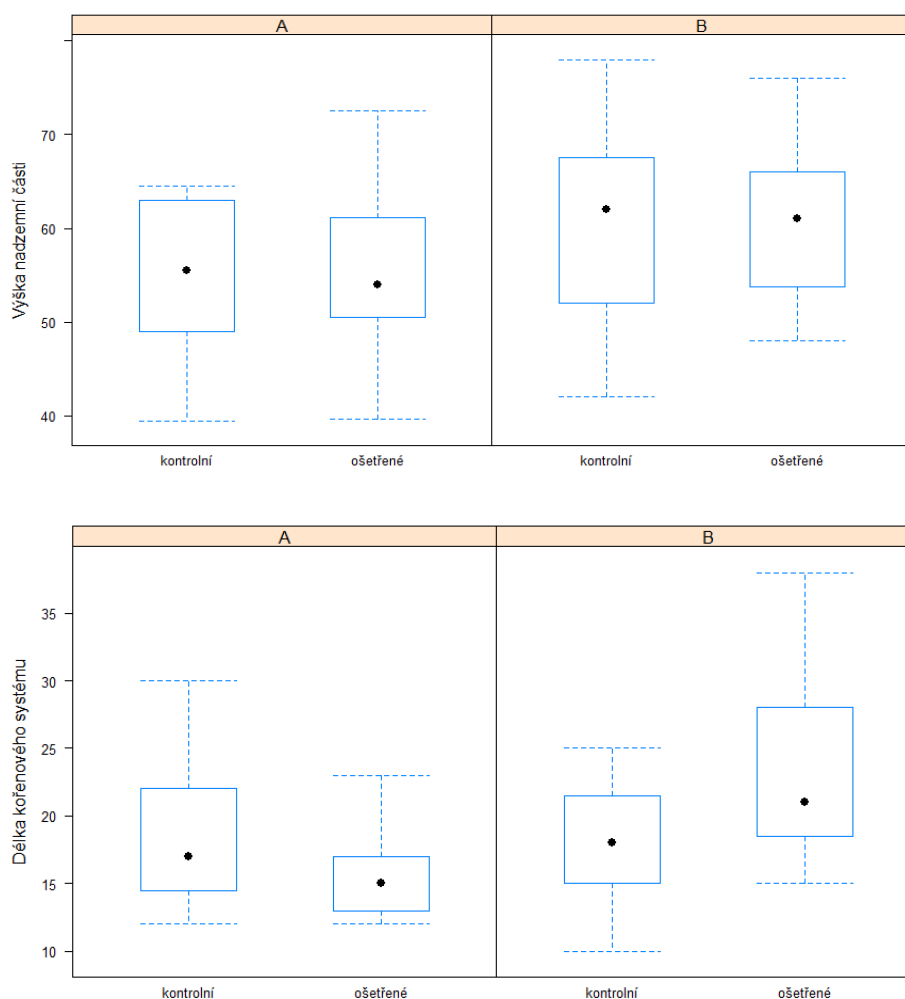 A B
Výška nadzemní části
70
60
50
40
kontrolní ošetřené kontrolní ošetřené
A B
Délka kořenového systému
35
30
25
20
15
10
kontrolní ošetřené kontrolní ošetřené